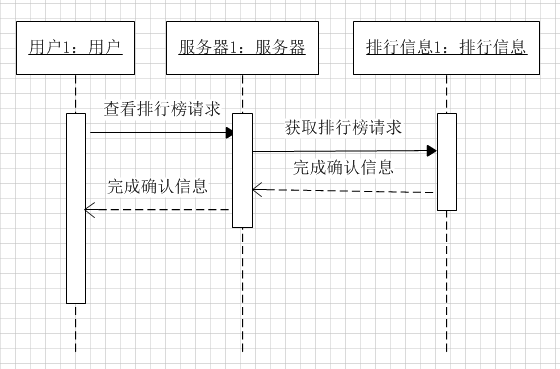 用户1：用户
服务器1：服务器
排行信息1：排行信息
查看排行榜请求
获取排行榜请求
完成确认信息
完成确认信息